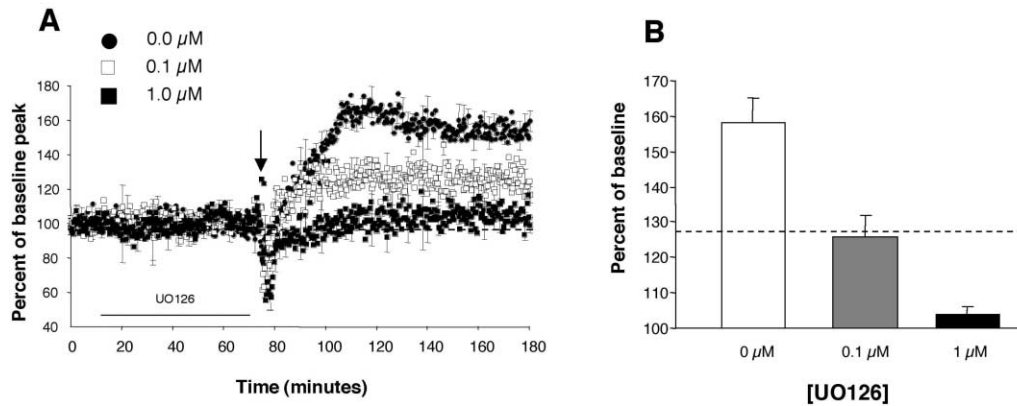 A
0.0 µM
0.1 µM
1.0 µM
Percent of baseline peak
180
160
140
120
100
80
60
40
UO126
0 20 40 60 80 100 120 140 160 180
Time (minutes)
B
Percent of baseline
170
160
150
140
130
120
110
100
0 µM 0.1 µM 1 µM
[UO126]